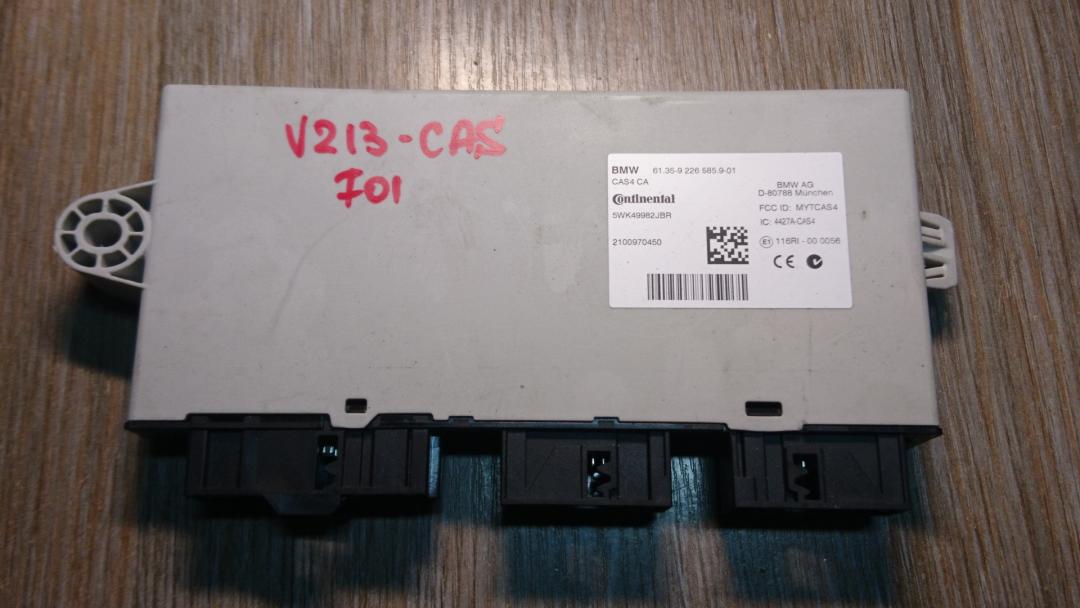 V213-CAS
F01
BMW 61.35-9 226 585.9-01
CAS4 CA
Continental
5WK49982JBR
2100970450
BMW AG
D-80788 München
FCC ID: MYTCAS4
IC: 4427A-CAS4
E1 116RI - 00 0056
CE